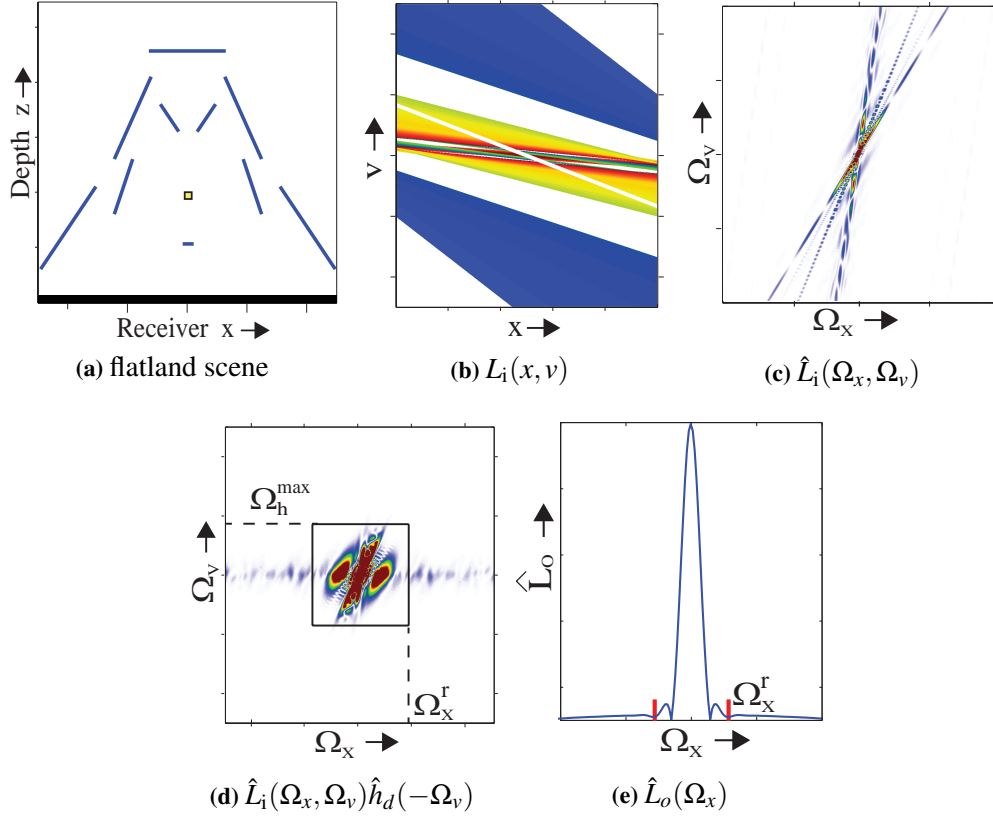 Depth z →
Receiver x →
(a) flatland scene
v →
x →
(b) L_i(x, v)
Ω_v →
Ω_x →
(c) L̂_i(Ω_x, Ω_v)
Ω_h^max
Ω_v →
Ω_x^r
Ω_x →
(d) L̂_i(Ω_x, Ω_v)ĥ_d(−Ω_v)
L̂_o →
Ω_x^r
Ω_x →
(e) L̂_o(Ω_x)